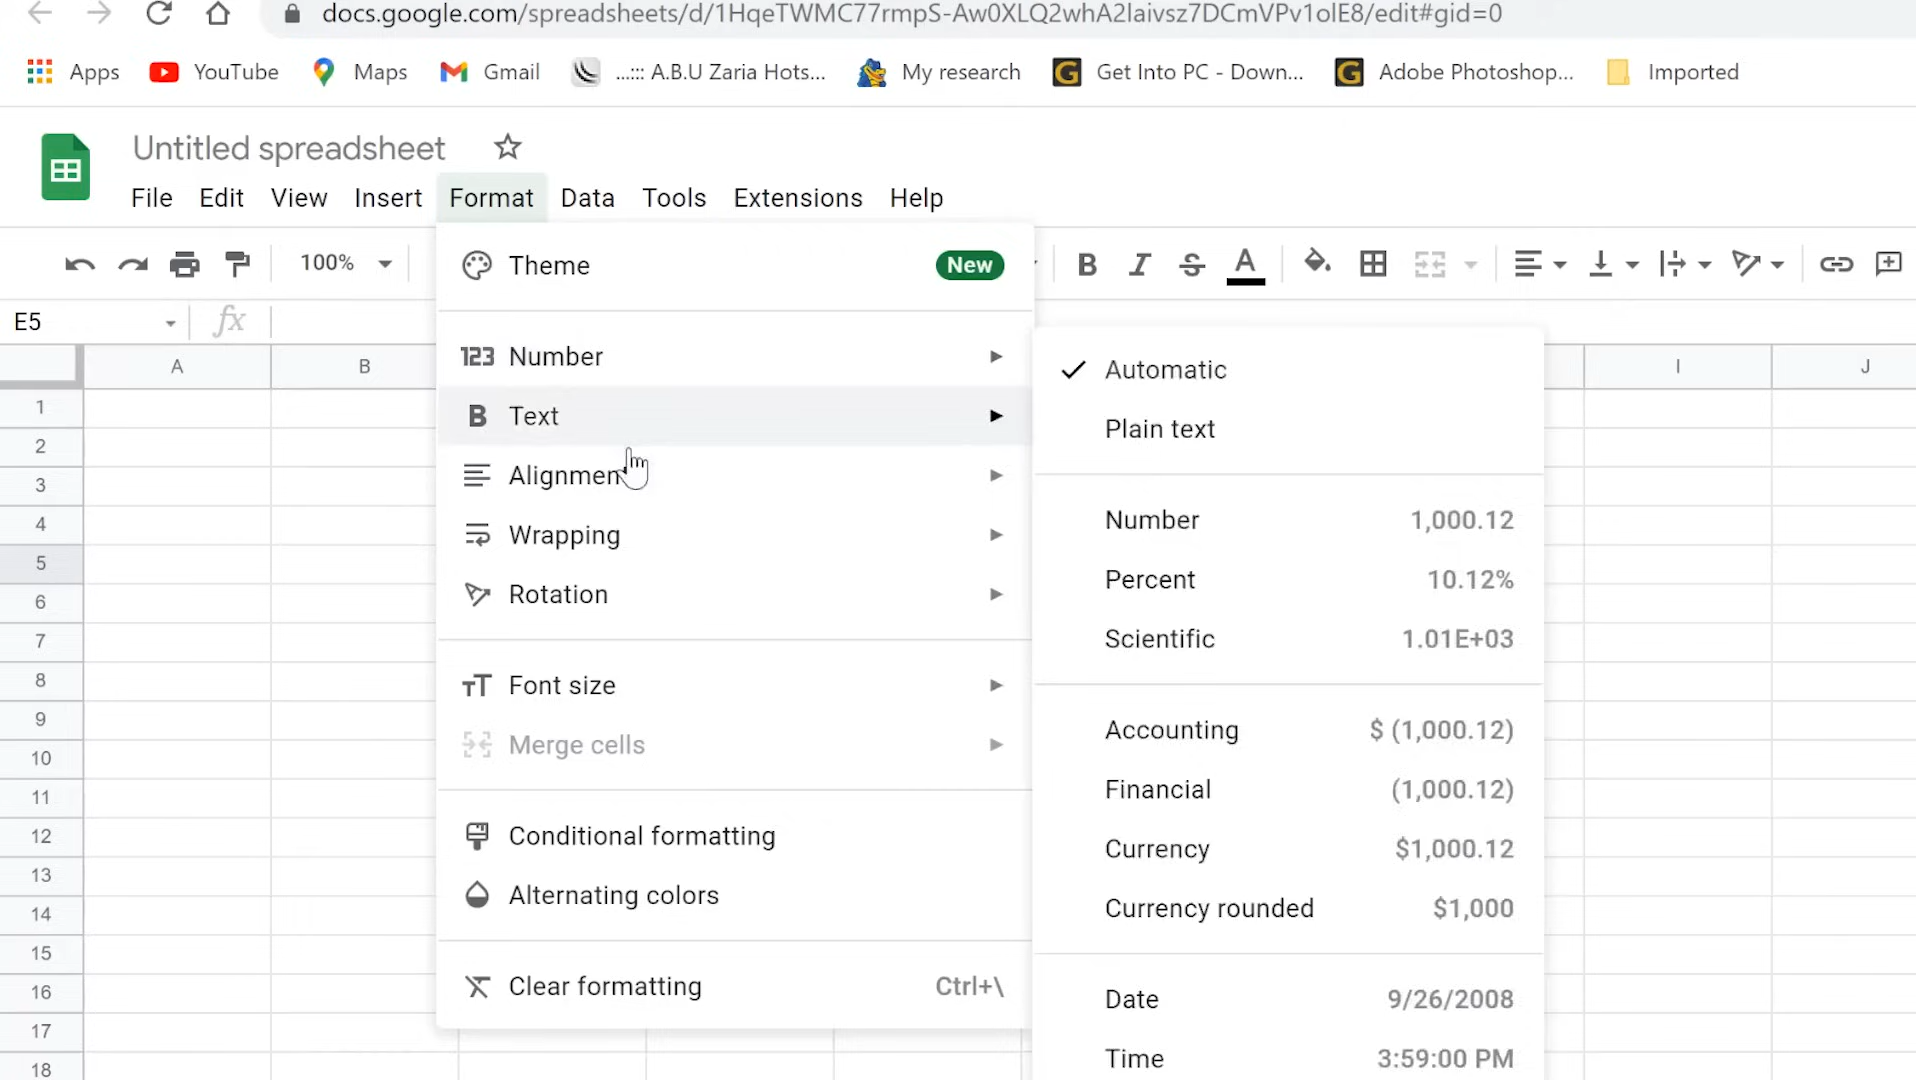 docs.google.com/spreadsheets/d/1HqeTWMC77rmpS-Aw0XLQ2whA2laivsz7DCmVPv1olE8/edit#gid=0
Apps YouTube Maps Gmail ...::: A.B.U Zaria Hots... My research Get Into PC - Down... Adobe Photoshop... Imported
Untitled spreadsheet
File Edit View Insert Format Data Tools Extensions Help
100% B I S A
Theme New
E5 fx
123 Number
A B I J
Automatic
1
B Text
Plain text
2
Alignmen
3
Number 1,000.12
4
Wrapping
5
Percent 10.12%
Rotation
6
Scientific 1.01E+03
7
Font size
8
9
Accounting $ (1,000.12)
Merge cells
10
Financial (1,000.12)
11
Conditional formatting
12
Currency $1,000.12
13
Alternating colors
Currency rounded $1,000
14
15
Clear formatting Ctrl+\
16
Date 9/26/2008
17
Time 3:59:00 PM
18